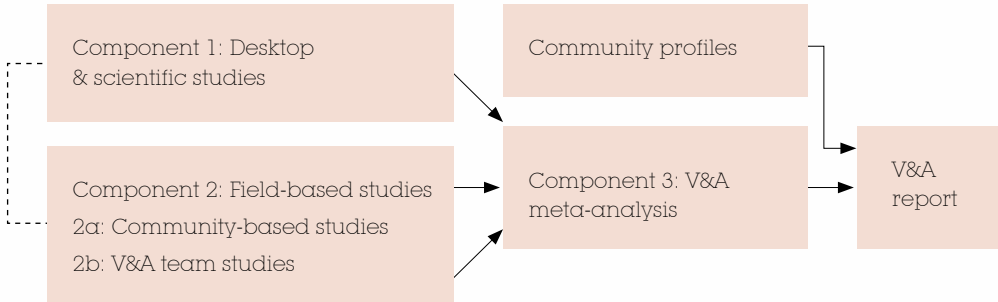 Component 1: Desktop
& scientific studies
Component 2: Field-based studies
2a: Community-based studies
2b: V&A team studies
Community profiles
Component 3: V&A
meta-analysis
V&A
report